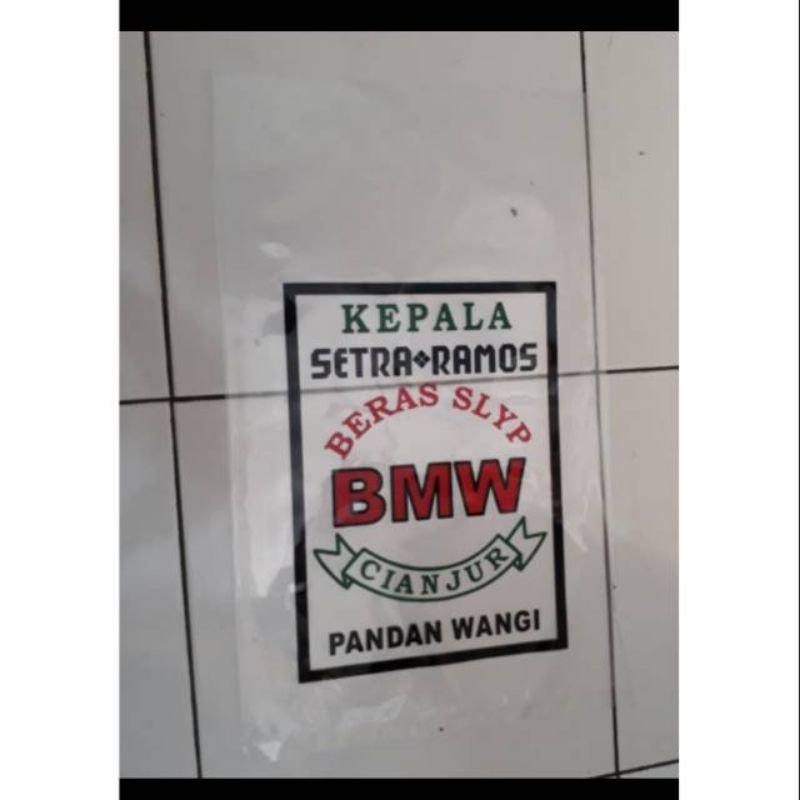 KEPALA
SETRA❖RAMOS
BERAS SLYP
BMW
CIANJUR
PANDAN WANGI